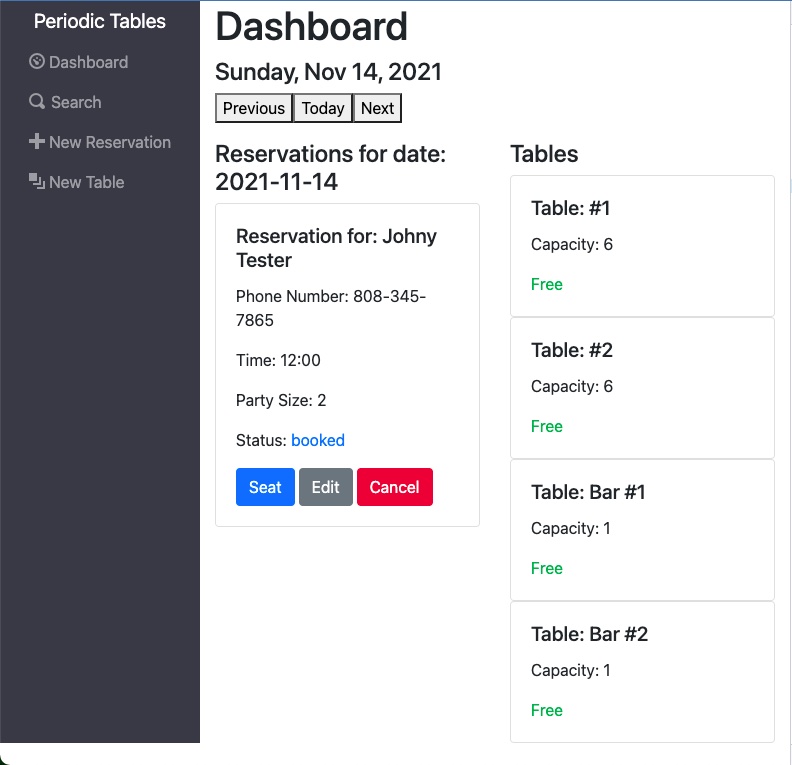 Periodic Tables
Dashboard
Search
New Reservation
New Table
Dashboard
Sunday, Nov 14, 2021
Previous Today Next
Reservations for date:
2021-11-14
Reservation for: Johny
Tester
Phone Number: 808-345-
7865
Time: 12:00
Party Size: 2
Status: booked
Seat Edit Cancel
Tables
Table: #1
Capacity: 6
Free
Table: #2
Capacity: 6
Free
Table: Bar #1
Capacity: 1
Free
Table: Bar #2
Capacity: 1
Free